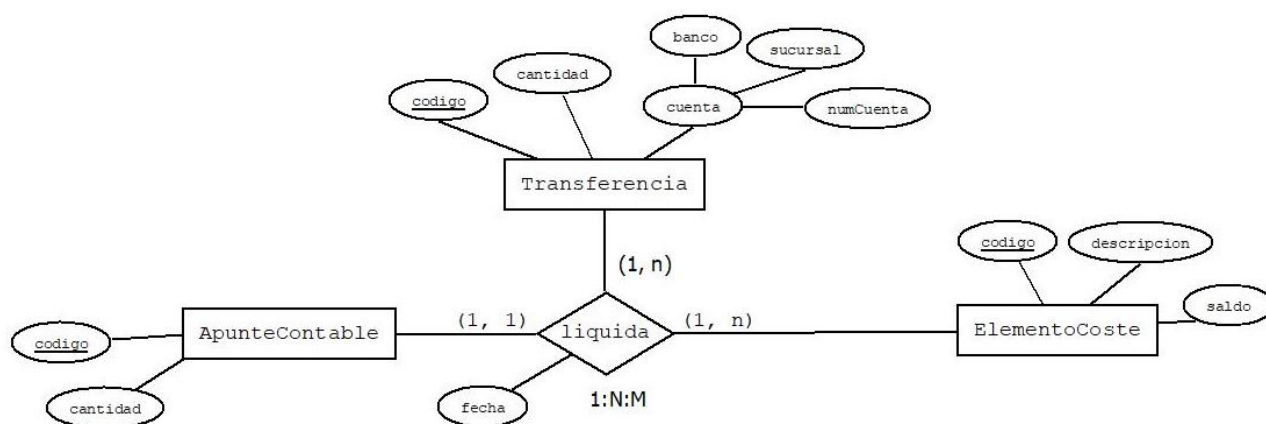 banco
sucursal
cantidad
codigo
cuenta
numCuenta
Transferencia
codigo
descripcion
(1, n)
saldo
ApunteContable
(1, 1)
liquida
(1, n)
ElementoCoste
codigo
cantidad
fecha
1:N:M